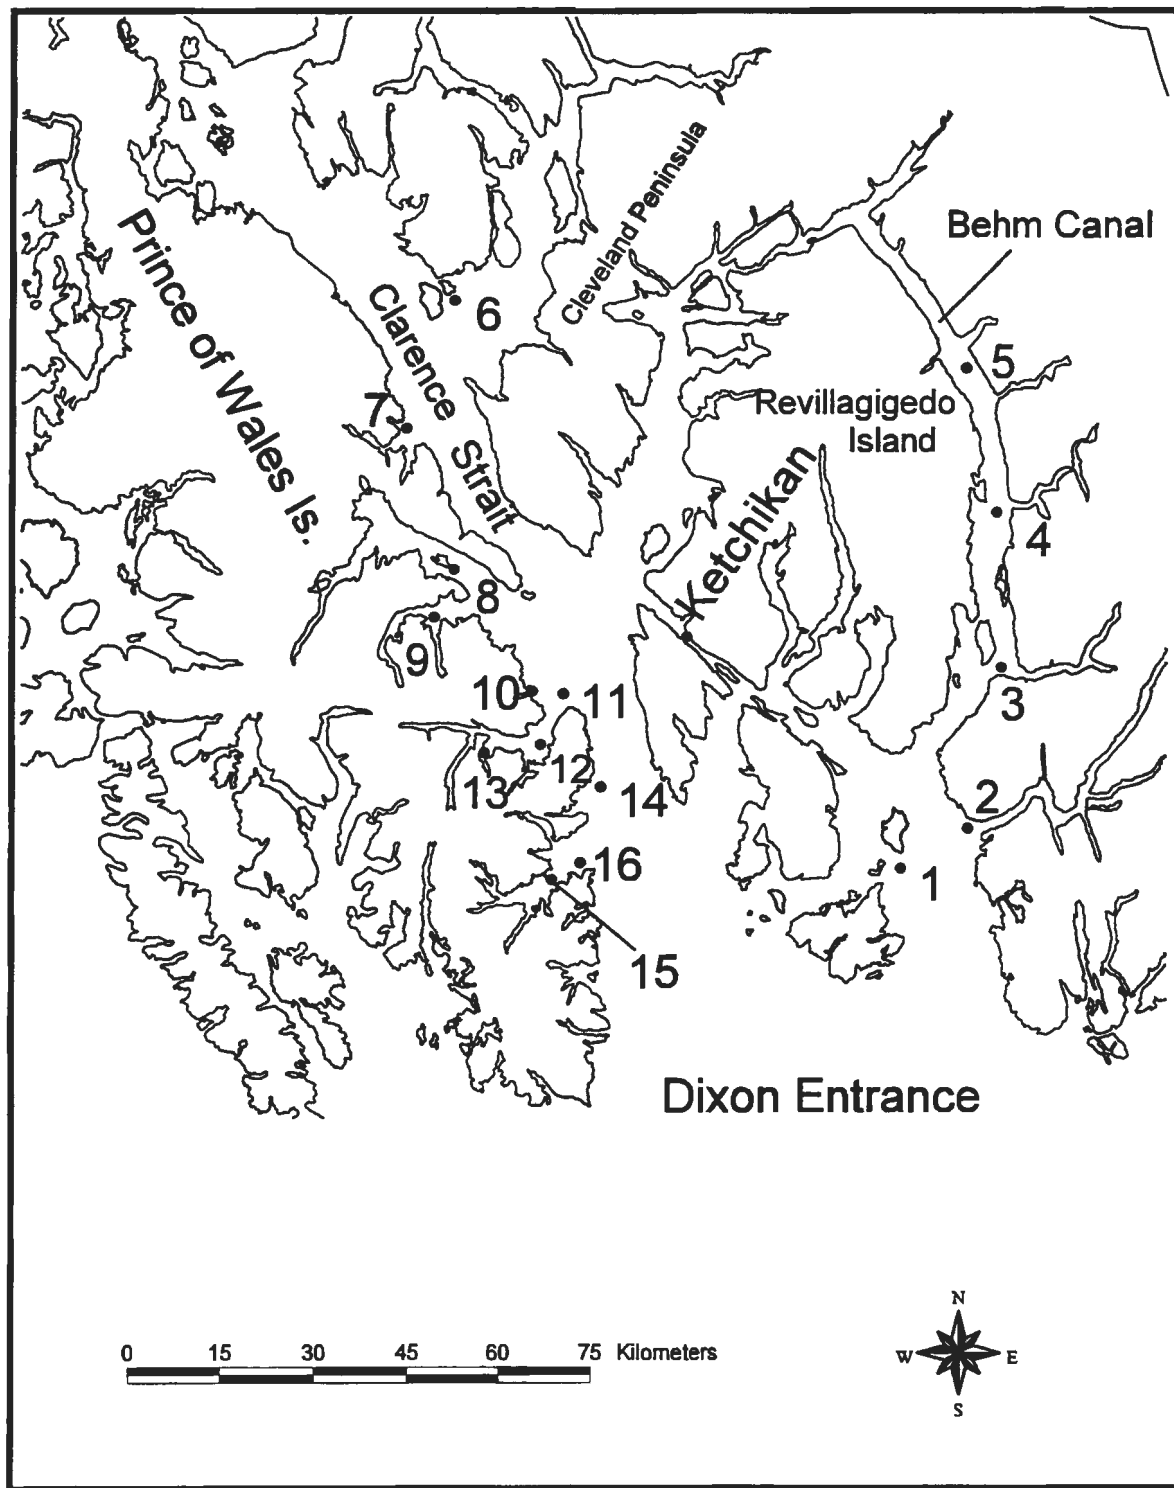 Cleveland Peninsula
Behm Canal
Prince of Wales Is.
Clarence Strait
6
5
7
Revillagigedo
Island
Ketchikan
4
8
9
3
10
11
12
13
14
2
16
1
15
Dixon Entrance
0 15 30 45 60 75 Kilometers
N
W E
S